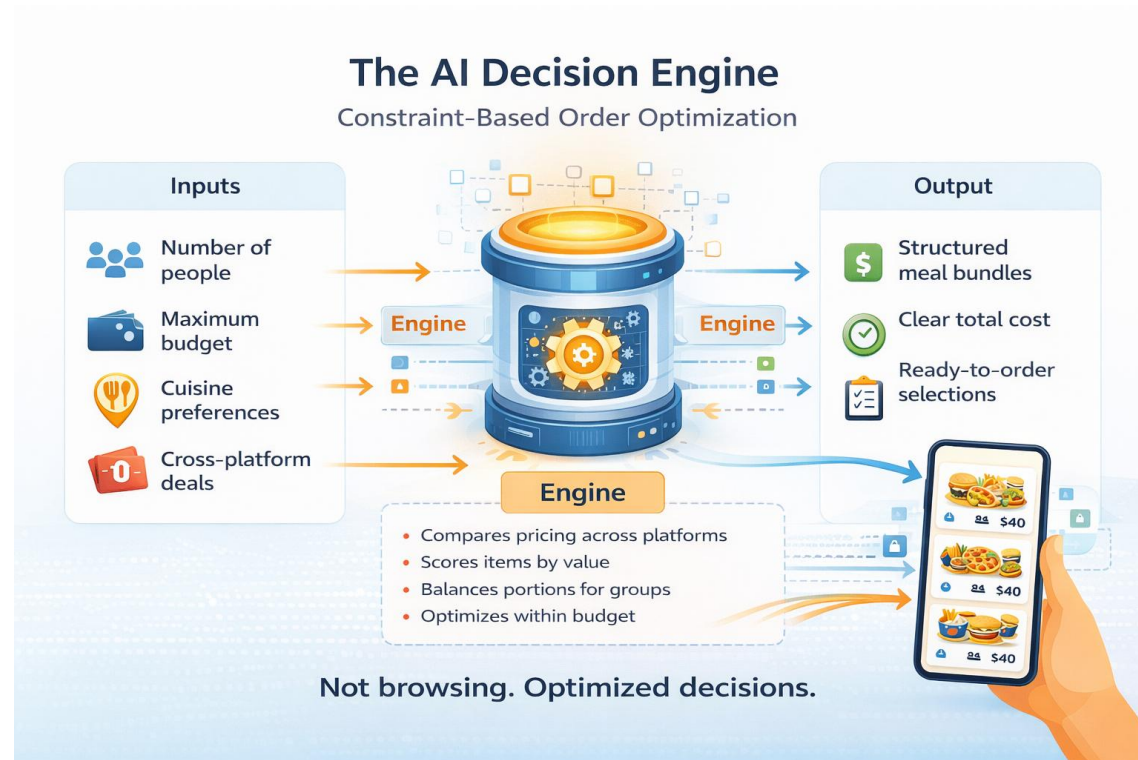 The AI Decision Engine
Constraint-Based Order Optimization
Inputs
Number of
people
Maximum
budget
Cuisine
preferences
Cross-platform
deals
Engine
Engine
Output
Structured
meal bundles
Clear total cost
Ready-to-order
selections
Engine
• Compares pricing across platforms
• Scores items by value
• Balances portions for groups
• Optimizes within budget
$40
$40
$40
Not browsing. Optimized decisions.